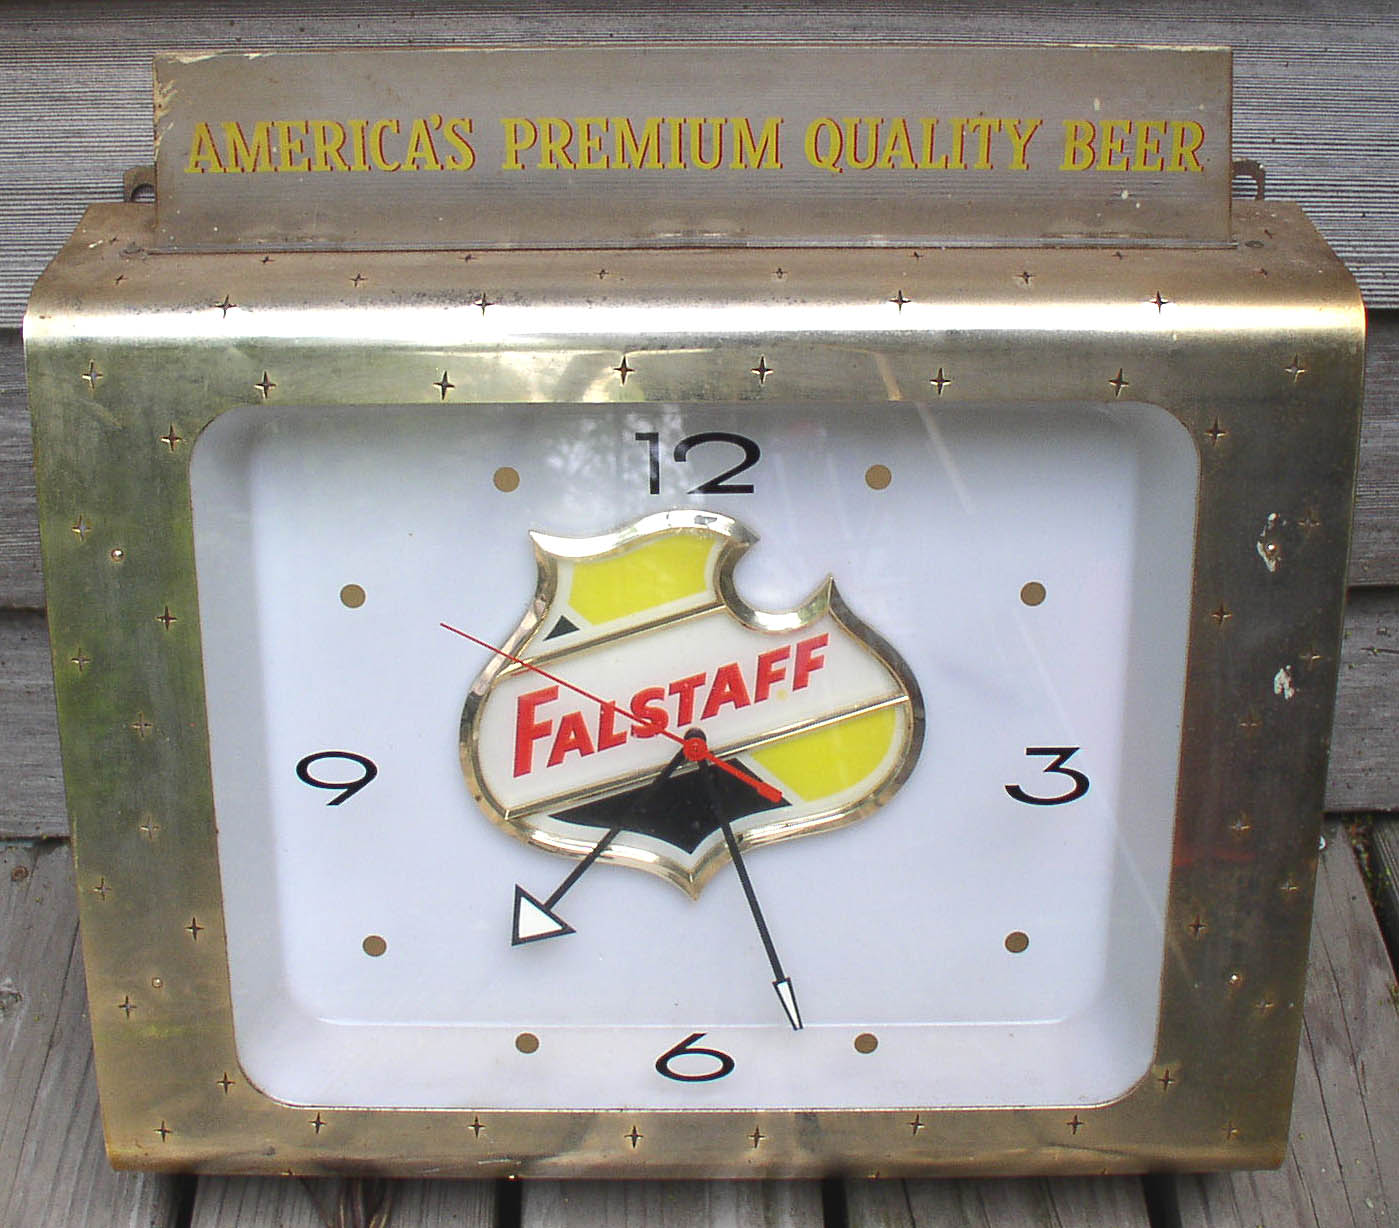 AMERICA'S PREMIUM QUALITY BEER
12
FALSTAFF
9
3
6